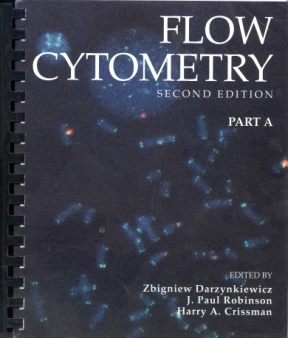 FLOW
CYTOMETRY
SECOND EDITION
PART A
EDITED BY
Zbigniew Darzynkiewicz
J. Paul Robinson
Harry A. Crissman